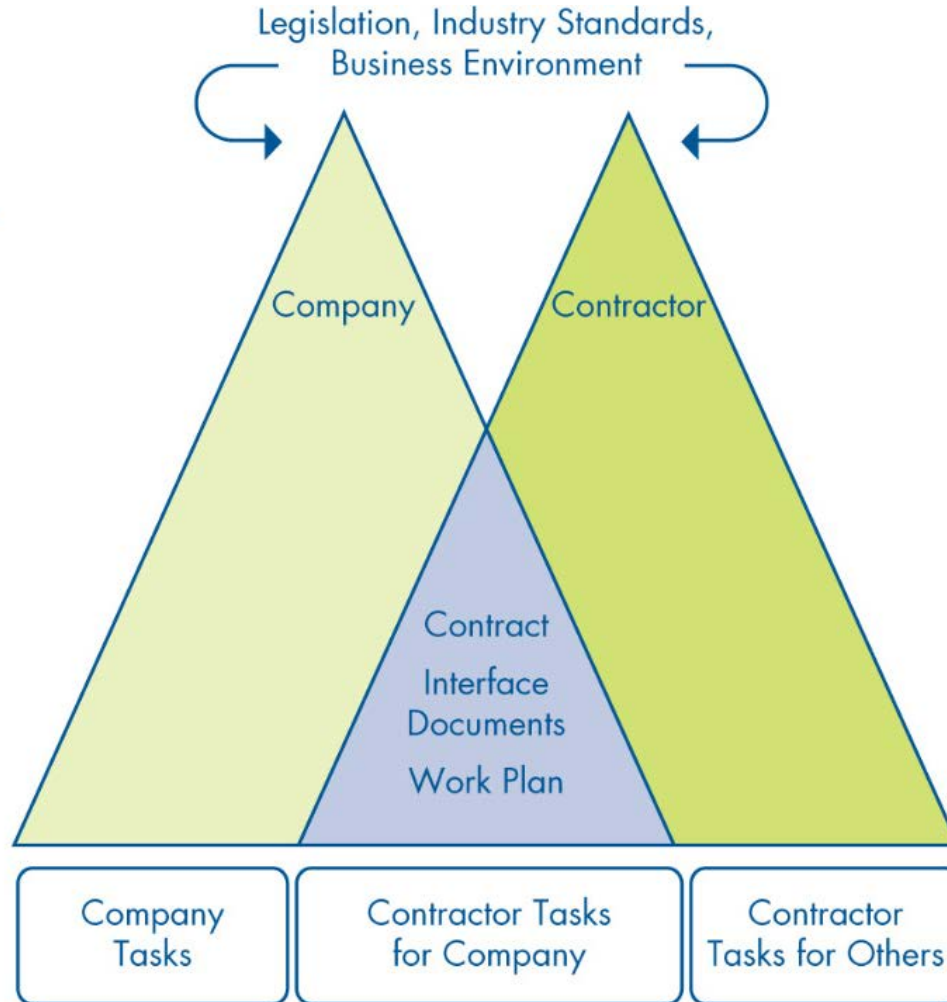 Legislation, Industry Standards,
Business Environment
Company
Contractor
Contract
Interface
Documents
Work Plan
Company
Tasks
Contractor Tasks
for Company
Contractor
Tasks for Others